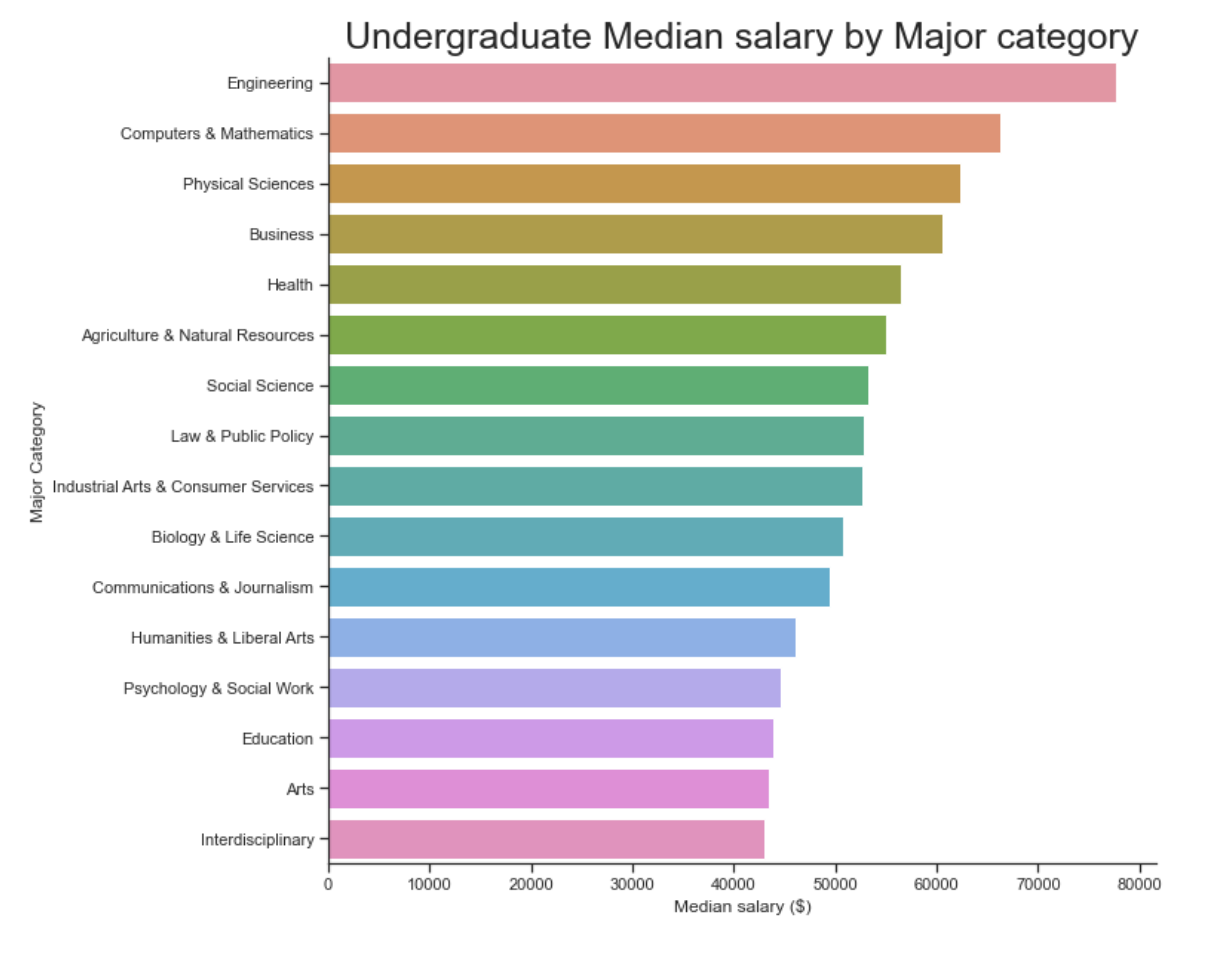 Undergraduate Median salary by Major category
Engineering
Computers & Mathematics
Physical Sciences
Business
Health
Agriculture & Natural Resources
Social Science
Law & Public Policy
Industrial Arts & Consumer Services
Biology & Life Science
Communications & Journalism
Humanities & Liberal Arts
Psychology & Social Work
Education
Arts
Interdisciplinary
Major Category
0 10000 20000 30000 40000 50000 60000 70000 80000
Median salary ($)